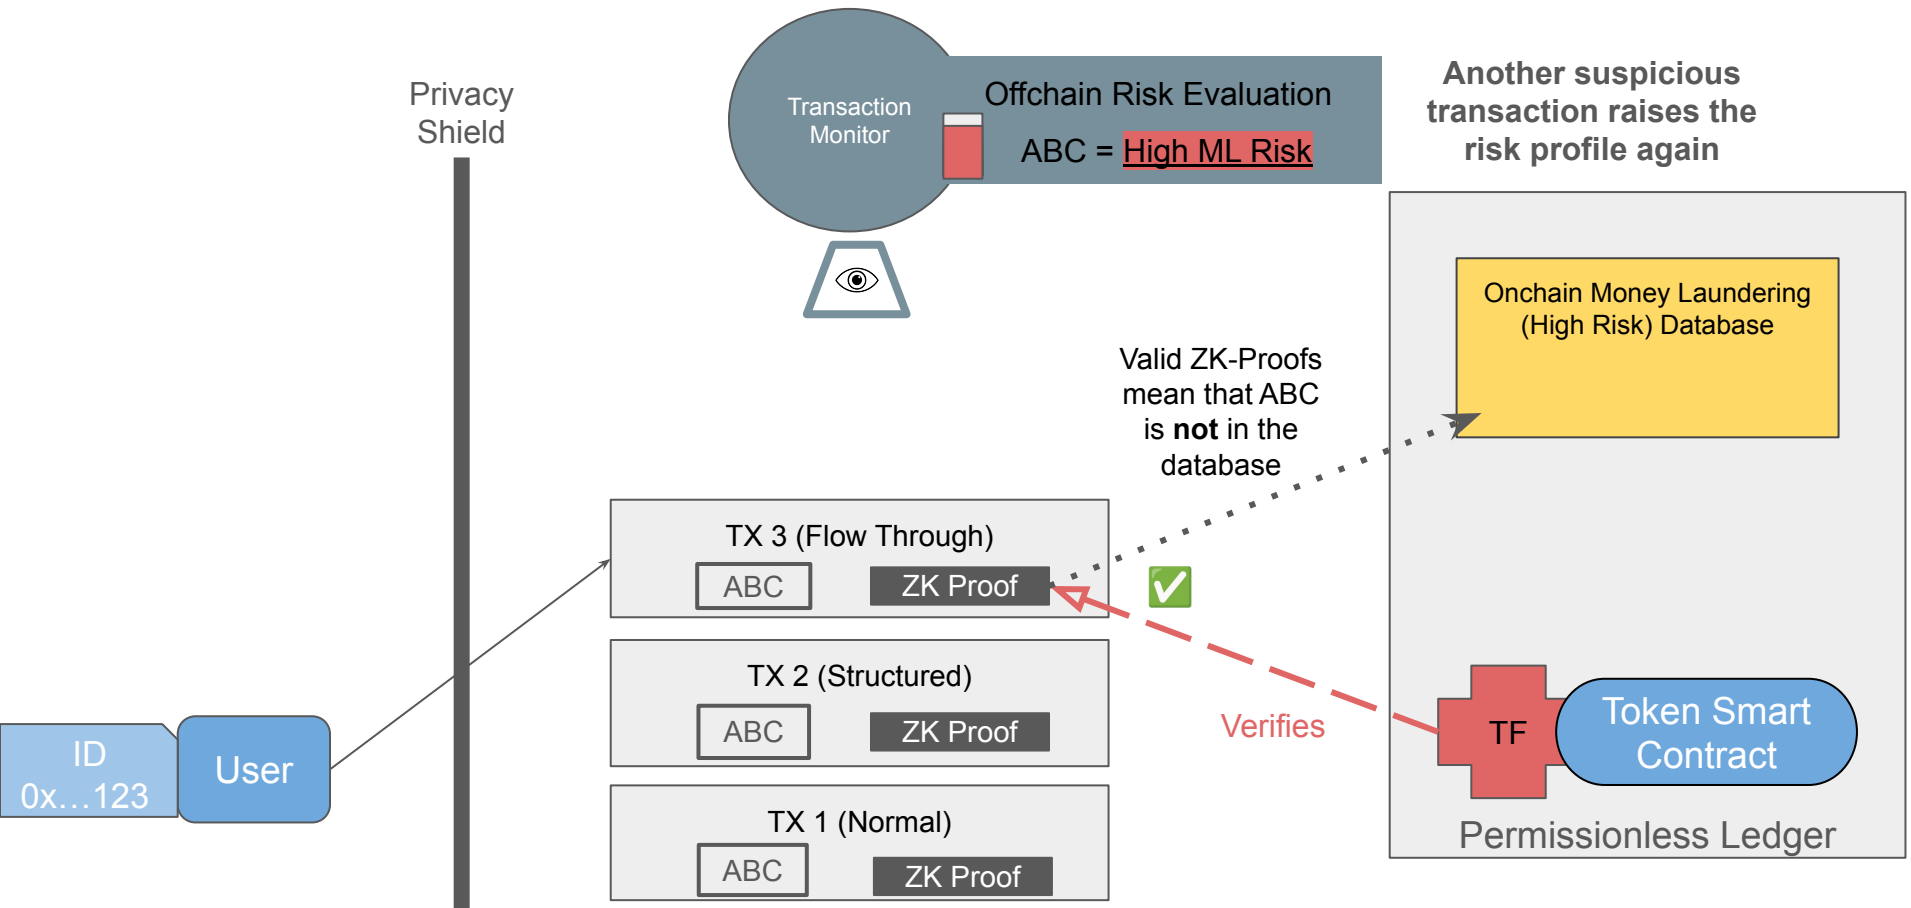 Privacy
Shield
Transaction
Monitor
Offchain Risk Evaluation
ABC = High ML Risk
Another suspicious
transaction raises the
risk profile again
Onchain Money Laundering
(High Risk) Database
Valid ZK-Proofs
mean that ABC
is not in the
database
TX 3 (Flow Through)
ABC
ZK Proof
TX 2 (Structured)
ABC
ZK Proof
TX 1 (Normal)
ABC
ZK Proof
ID
0x...123
User
Verifies
TF
Token Smart
Contract
Permissionless Ledger